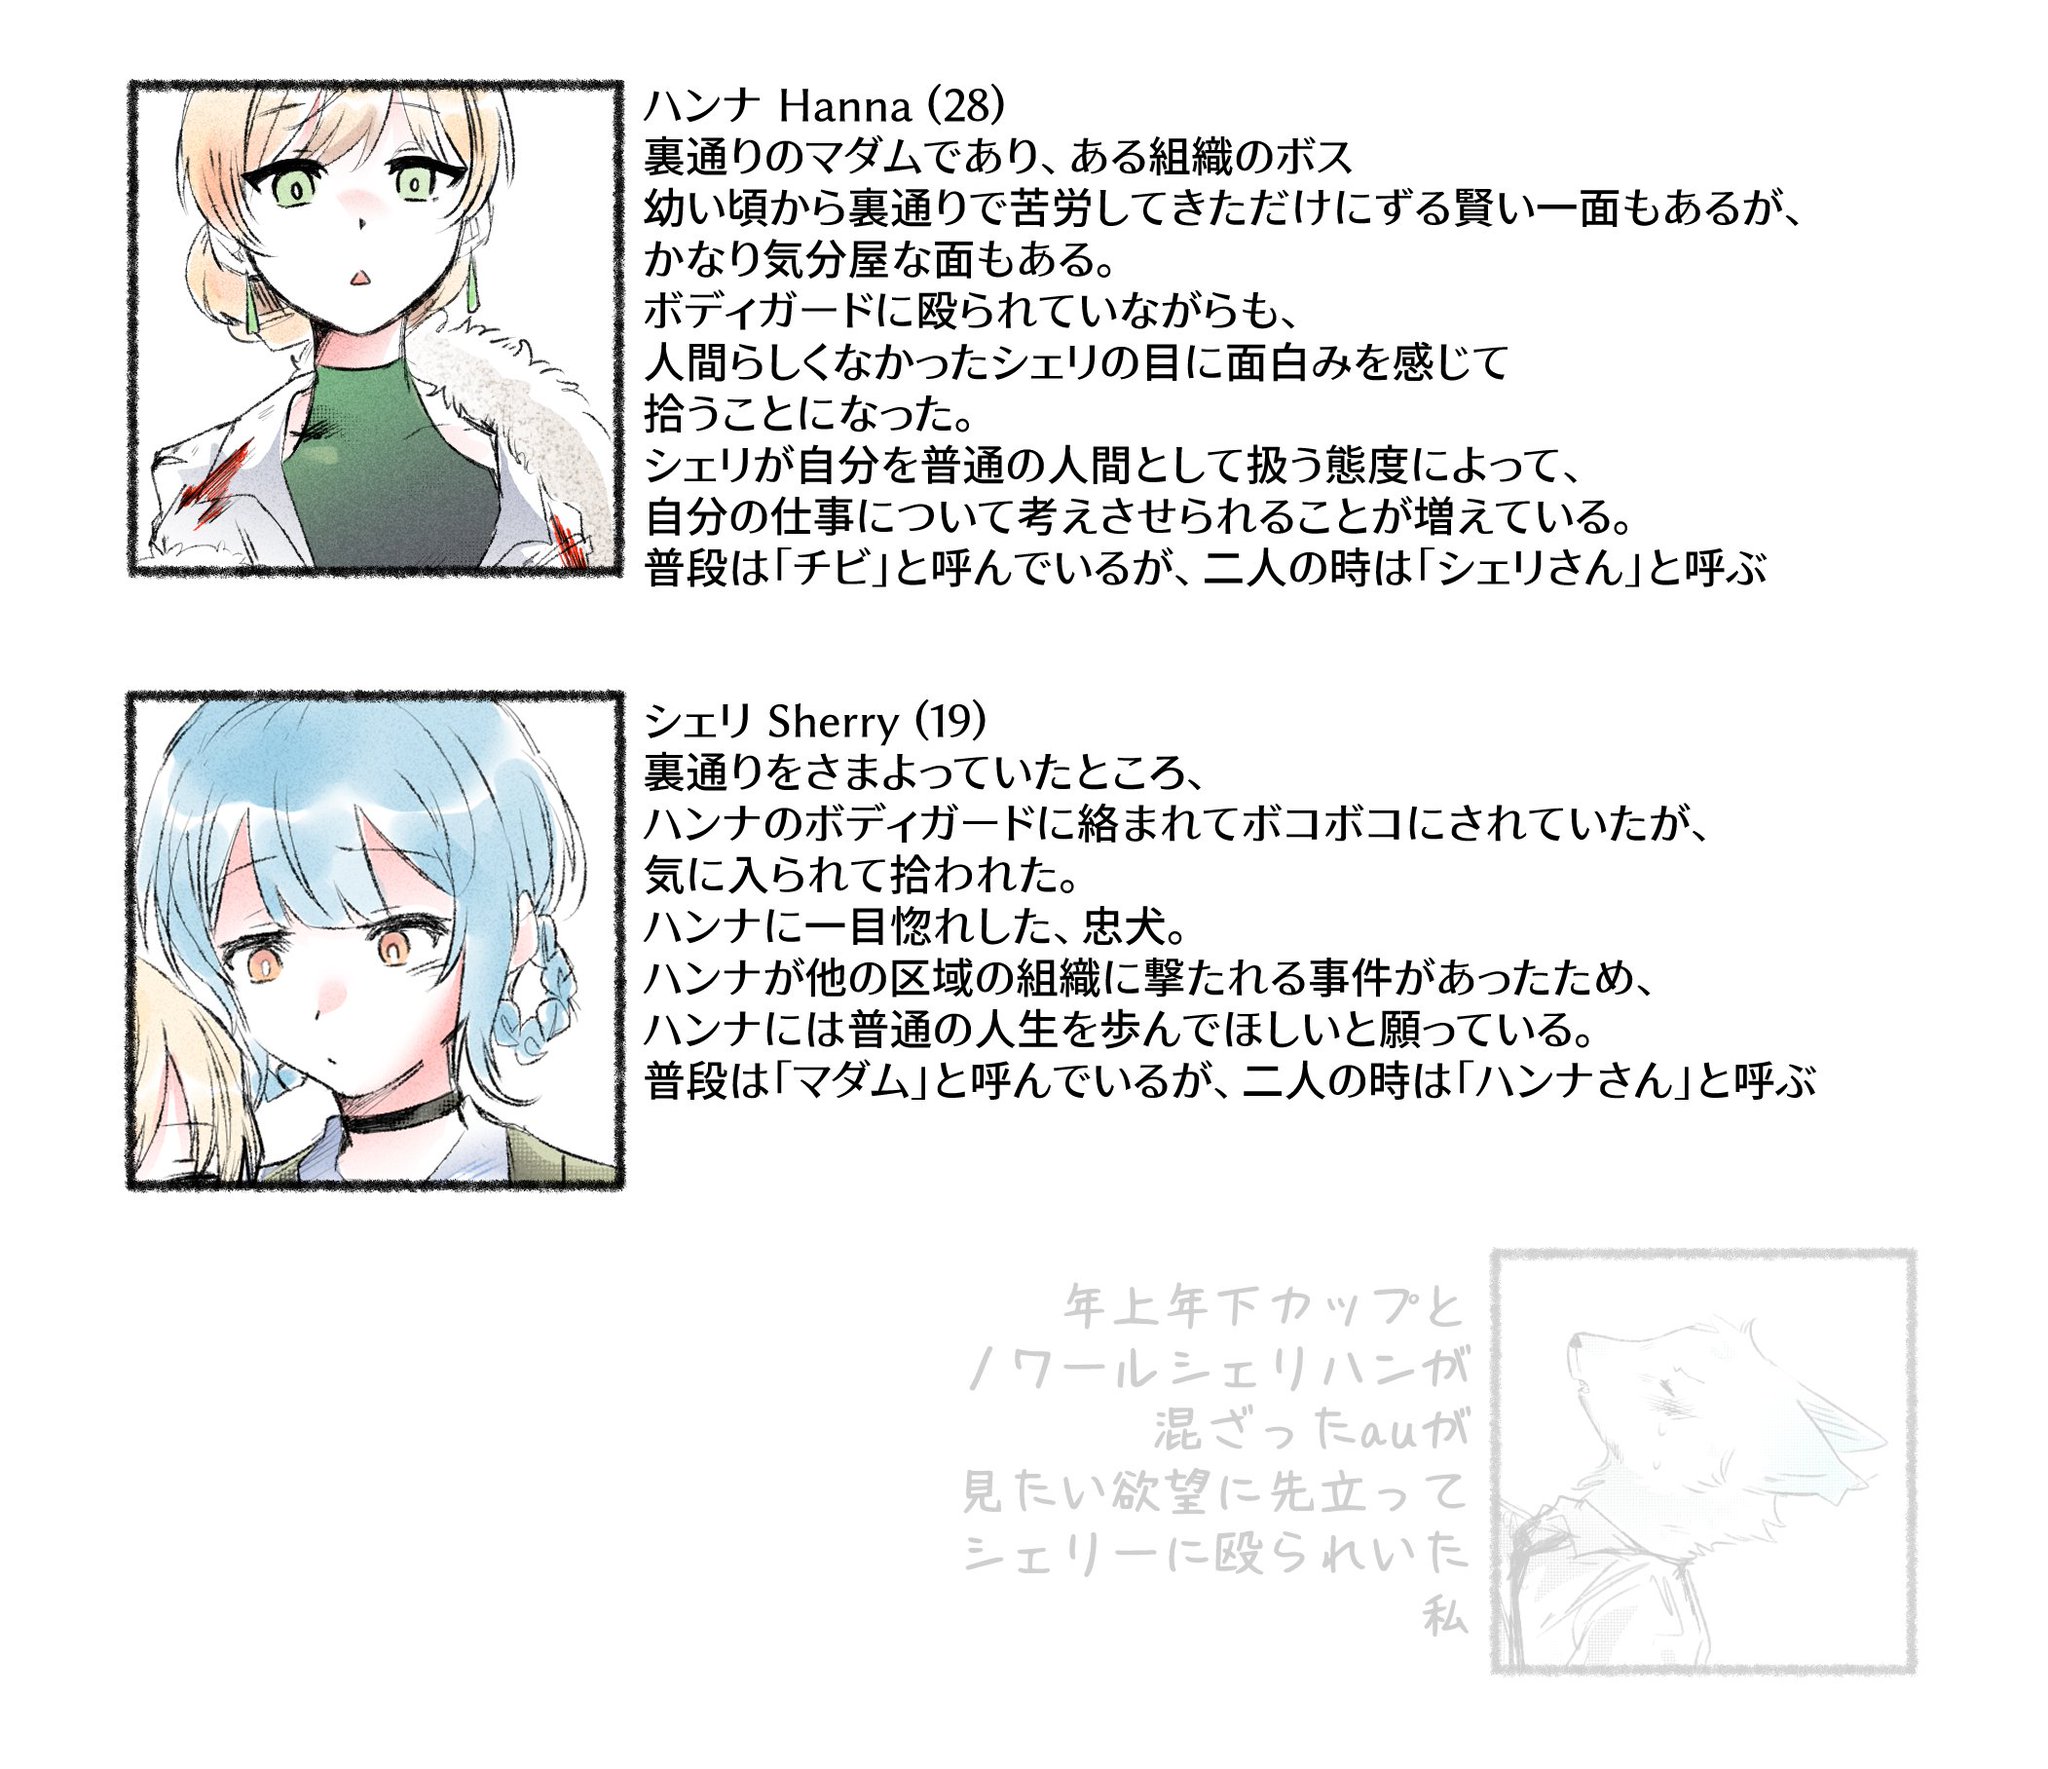 ハンナ Hanna (28)
裏通りのマダムであり、ある組織のボス
幼い頃から裏通りで苦労してきただけにずる賢い一面もあるが、
かなり気分屋な面もある。
ボディガードに殴られていながらも、
人間らしくなかったシェリの目に面白みを感じて
拾うことになった。
シェリが自分を普通の人間として扱う態度によって、
自分の仕事について考えさせられることが増えている。
普段は「チビ」と呼んでいるが、二人の時は「シェリさん」と呼ぶ
シェリ Sherry (19)
裏通りをさまよっていたところ、
ハンナのボディガードに絡まれてボコボコにされていたが、
気に入られて拾われた。
ハンナに一目惚れした、忠犬。
ハンナが他の区域の組織に撃たれる事件があったため、
ハンナには普通の人生を歩んでほしいと願っている。
普段は「マダム」と呼んでいるが、二人の時は「ハンナさん」と呼ぶ
年上年下カップと
ノワールシェリハンが
混ざったauが
見たい欲望に先立って
シェリーに殴られいた
私